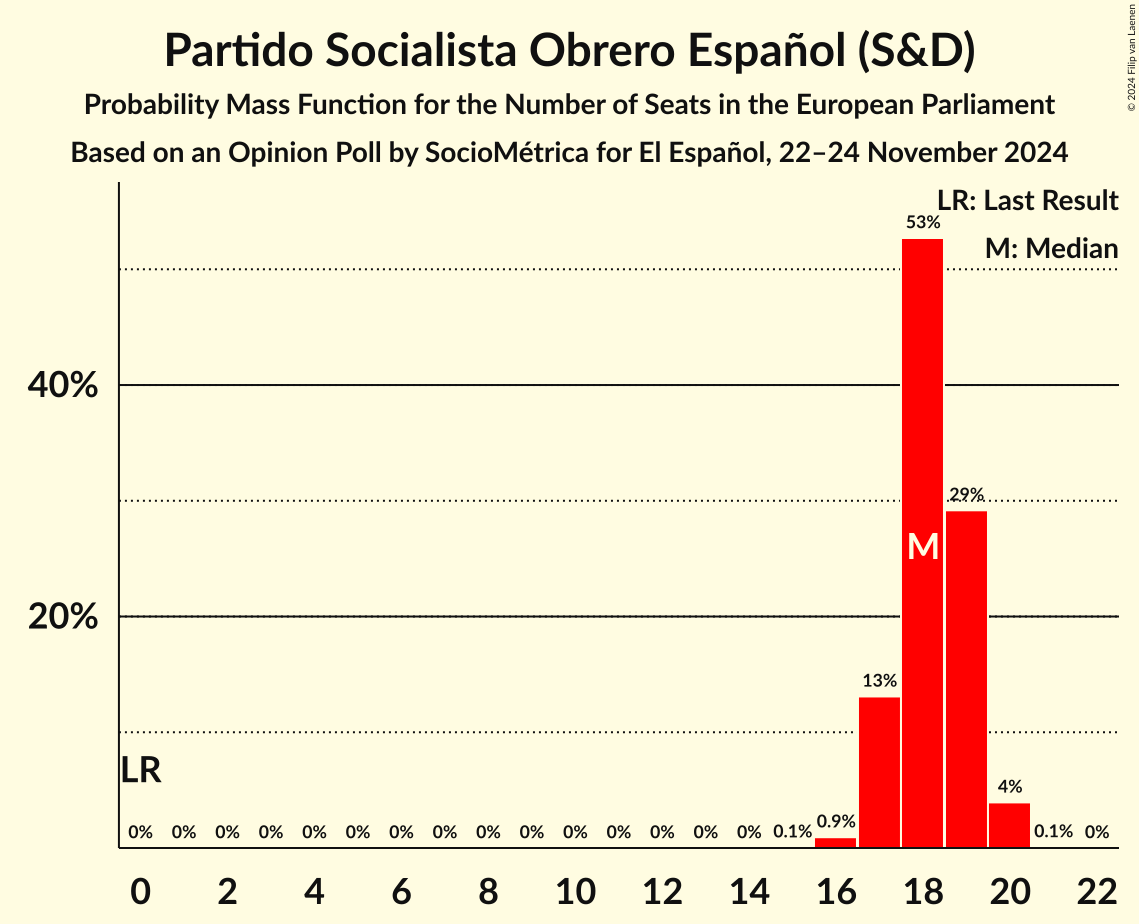 Partido Socialista Obrero Español (S&D)
Probability Mass Function for the Number of Seats in the European Parliament
Based on an Opinion Poll by SocioMétrica for El Español, 22–24 November 2024
© 2024 Filip van Laenen
LR: Last Result
M: Median
53%
40%
29%
M
20%
13%
LR
4%
0% 0% 0% 0% 0% 0% 0% 0% 0% 0% 0% 0% 0% 0% 0% 0.1% 0.9% 0.1% 0%
0 2 4 6 8 10 12 14 16 18 20 22